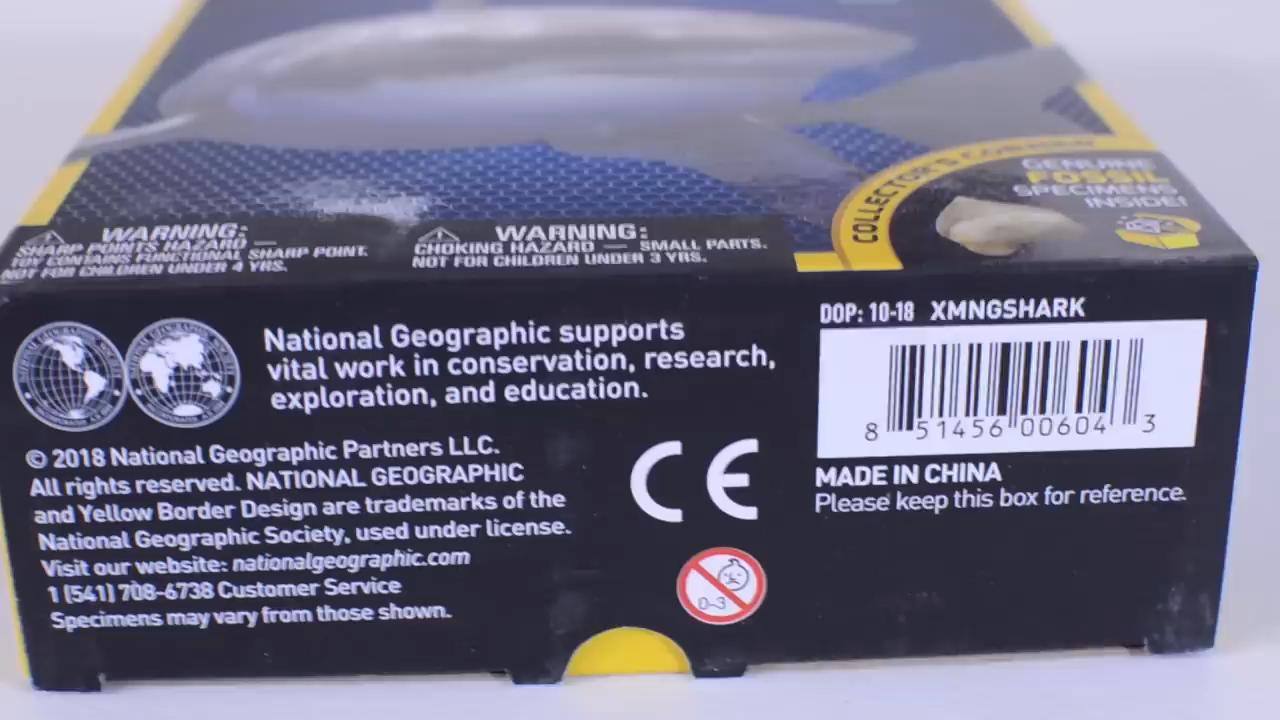 COLLECTOR'S CORNER
GENUINE
FOSSIL
SPECIMENS
INSIDE!
WARNING:
SHARP POINTS HAZARD —
TOY CONTAINS FUNCTIONAL SHARP POINT.
NOT FOR CHILDREN UNDER 4 YRS.
WARNING:
CHOKING HAZARD — SMALL PARTS.
NOT FOR CHILDREN UNDER 3 YRS.
National Geographic supports
vital work in conservation, research,
exploration, and education.
© 2018 National Geographic Partners LLC.
All rights reserved. NATIONAL GEOGRAPHIC
and Yellow Border Design are trademarks of the
National Geographic Society, used under license.
Visit our website: nationalgeographic.com
1 (541) 708-6738 Customer Service
Specimens may vary from those shown.
CE
0-3
DOP: 10-18 XMNGSHARK
8 51456 00604 3
MADE IN CHINA
Please keep this box for reference.